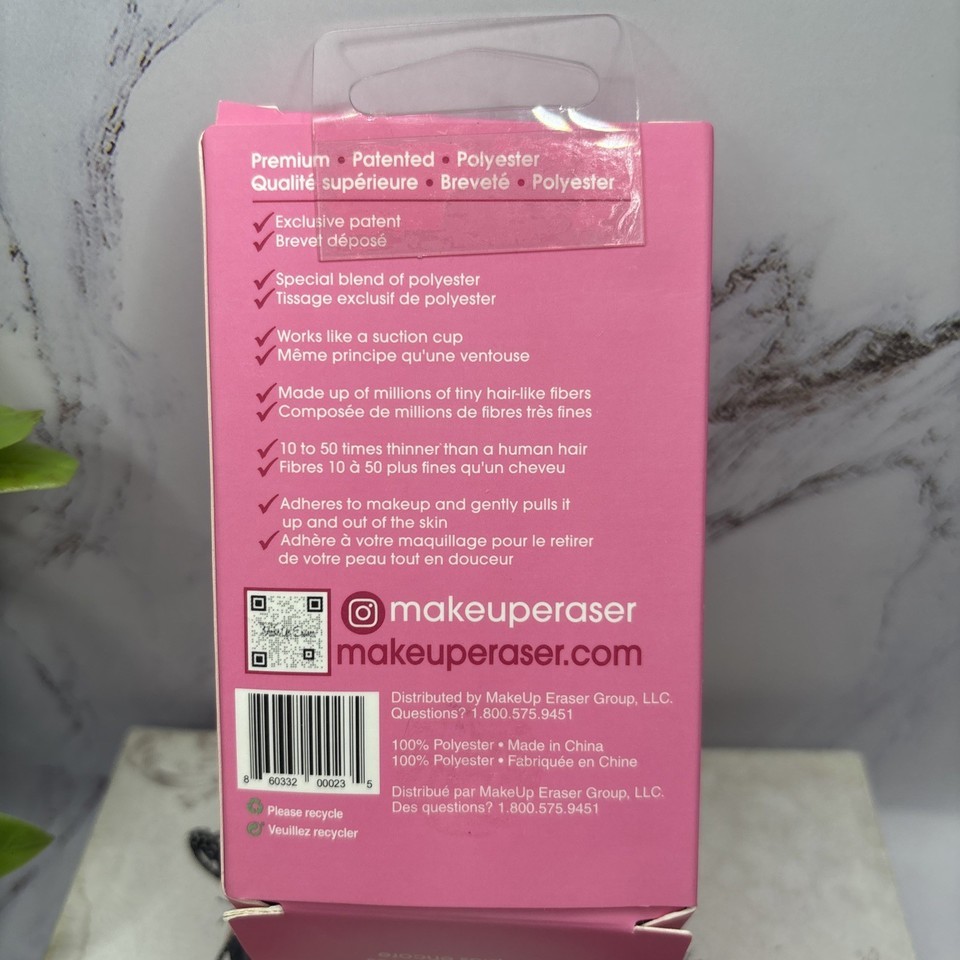 Premium • Patented • Polyester
Qualité supérieure • Breveté • Polyester
✓ Exclusive patent
✓ Brevet déposé
✓ Special blend of polyester
✓ Tissage exclusif de polyester
✓ Works like a suction cup
✓ Même principe qu'une ventouse
✓ Made up of millions of tiny hair-like fibers
✓ Composée de millions de fibres très fines
✓ 10 to 50 times thinner than a human hair
✓ Fibres 10 à 50 plus fines qu'un cheveu
✓ Adheres to makeup and gently pulls it
up and out of the skin
✓ Adhère à votre maquillage pour le retirer
de votre peau tout en douceur
makeuperaser
makeuperaser.com
Distributed by MakeUp Eraser Group, LLC.
Questions? 1.800.575.9451
100% Polyester • Made in China
100% Polyester • Fabriquée en Chine
Distribué par MakeUp Eraser Group, LLC.
Des questions? 1.800.575.9451
8 60332 00023 5
Please recycle
Veuillez recycler